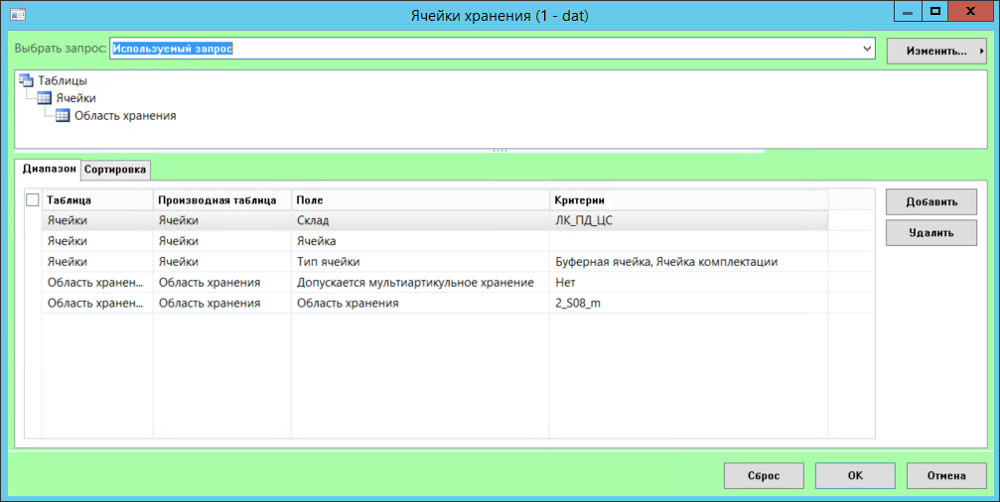 Ячейки хранения (1 - dat)
Выбрать запрос: Используемый запрос Изменить...
Таблицы
Ячейки
Область хранения
Диапазон Сортировка
Таблица Производная таблица Поле Критерии
Ячейки Ячейки Склад ЛК_ПД_ЦС
Ячейки Ячейки Ячейка
Ячейки Ячейки Тип ячейки Буферная ячейка, Ячейка комплектации
Область хранен... Область хранения Допускается мультиартикульное хранение Нет
Область хранен... Область хранения Область хранения 2_S08_m
Добавить
Удалить
Сброс OK Отмена